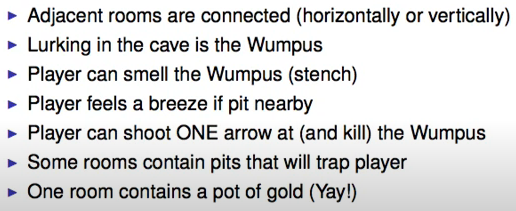 Adjacent rooms are connected (horizontally or vertically)
Lurking in the cave is the Wumpus
Player can smell the Wumpus (stench)
Player feels a breeze if pit nearby
Player can shoot ONE arrow at (and kill) the Wumpus
Some rooms contain pits that will trap player
One room contains a pot of gold (Yay!)